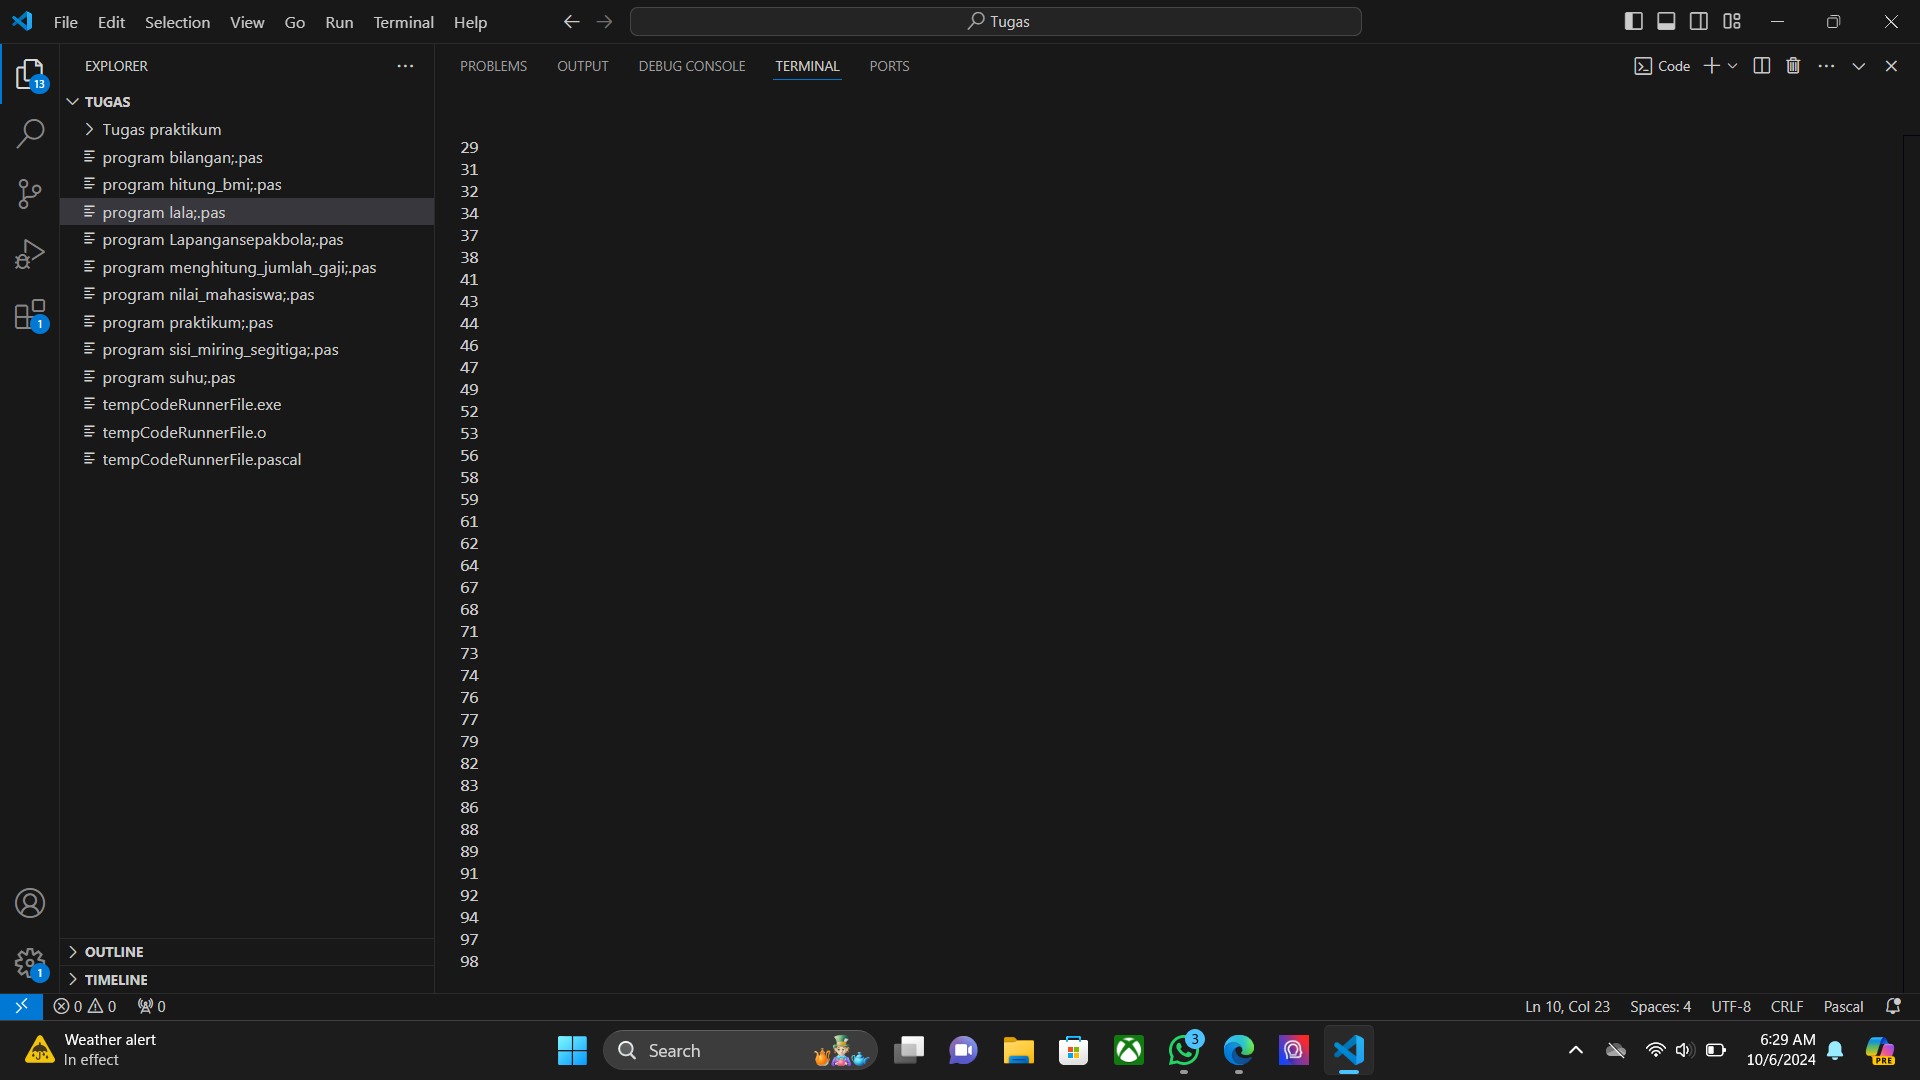 File Edit Selection View Go Run Terminal Help
Tugas
EXPLORER
TUGAS
Tugas praktikum
program bilangan;.pas
program hitung_bmi;.pas
program lala;.pas
program Lapangansepakbola;.pas
program menghitung_jumlah_gaji;.pas
program nilai_mahasiswa;.pas
program praktikum;.pas
program sisi_miring_segitiga;.pas
program suhu;.pas
tempCodeRunnerFile.exe
tempCodeRunnerFile.o
tempCodeRunnerFile.pascal
OUTLINE
TIMELINE
13
1
1
PROBLEMS OUTPUT DEBUG CONSOLE TERMINAL PORTS
Code
29
31
32
34
37
38
41
43
44
46
47
49
52
53
56
58
59
61
62
64
67
68
71
73
74
76
77
79
82
83
86
88
89
91
92
94
97
98
0 0 0
Ln 10, Col 23 Spaces: 4 UTF-8 CRLF Pascal
Weather alert
In effect
Search
3
6:29 AM
10/6/2024
PRE